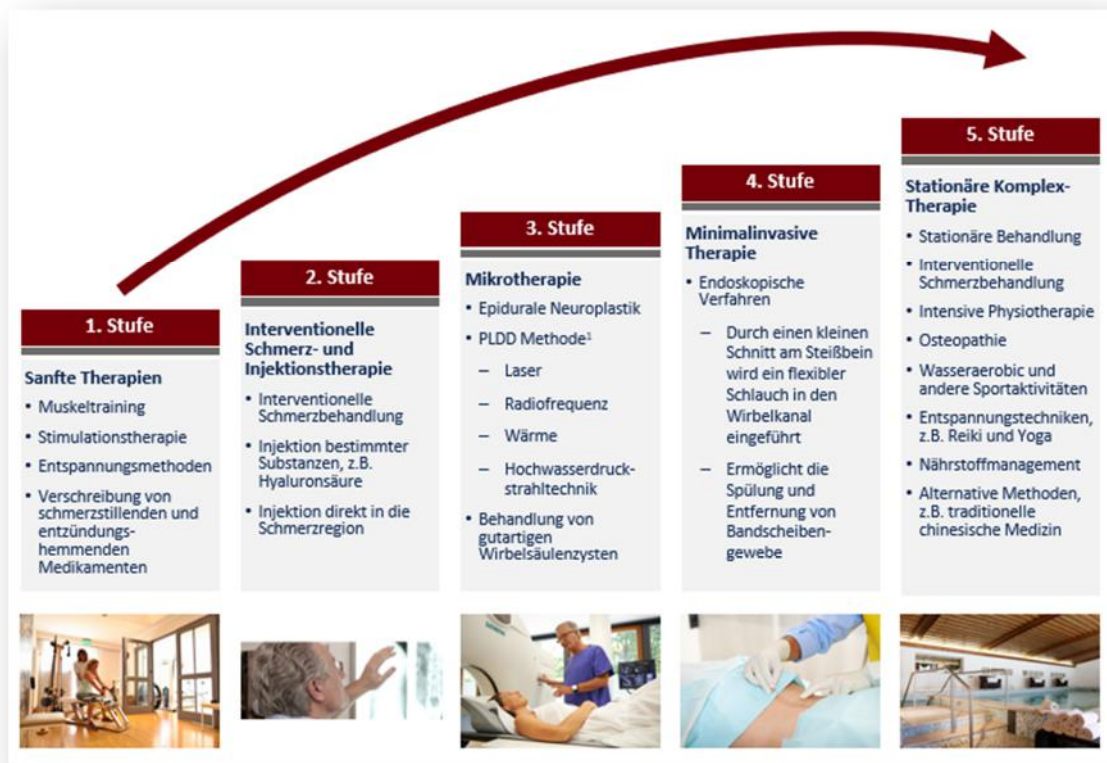 1. Stufe
Sanfte Therapien
• Muskeltraining
• Stimulationstherapie
• Entspannungsmethoden
• Verschreibung von
schmerzstillenden und
entzündungs-
hemmenden
Medikamenten
2. Stufe
Interventionelle
Schmerz- und
Injektionstherapie
• Interventionelle
Schmerzbehandlung
• Injektion bestimmter
Substanzen, z.B.
Hyaluronsäure
• Injektion direkt in die
Schmerzregion
3. Stufe
Mikrotherapie
• Epidurale Neuroplastik
• PLDD Methode¹
– Laser
– Radiofrequenz
– Wärme
– Hochwasserdruck-
strahltechnik
• Behandlung von
gutartigen
Wirbelsäulenzysten
4. Stufe
Minimalinvasive
Therapie
• Endoskopische
Verfahren
– Durch einen kleinen
Schnitt am Steißbein
wird ein flexibler
Schlauch in den
Wirbelkanal
eingeführt
– Ermöglicht die
Spülung und
Entfernung von
Bandscheiben-
gewebe
5. Stufe
Stationäre Komplex-
Therapie
• Stationäre Behandlung
• Interventionelle
Schmerzbehandlung
• Intensive Physiotherapie
• Osteopathie
• Wasseraerobic und
andere Sportaktivitäten
• Entspannungstechniken,
z.B. Reiki und Yoga
• Nährstoffmanagement
• Alternative Methoden,
z.B. traditionelle
chinesische Medizin